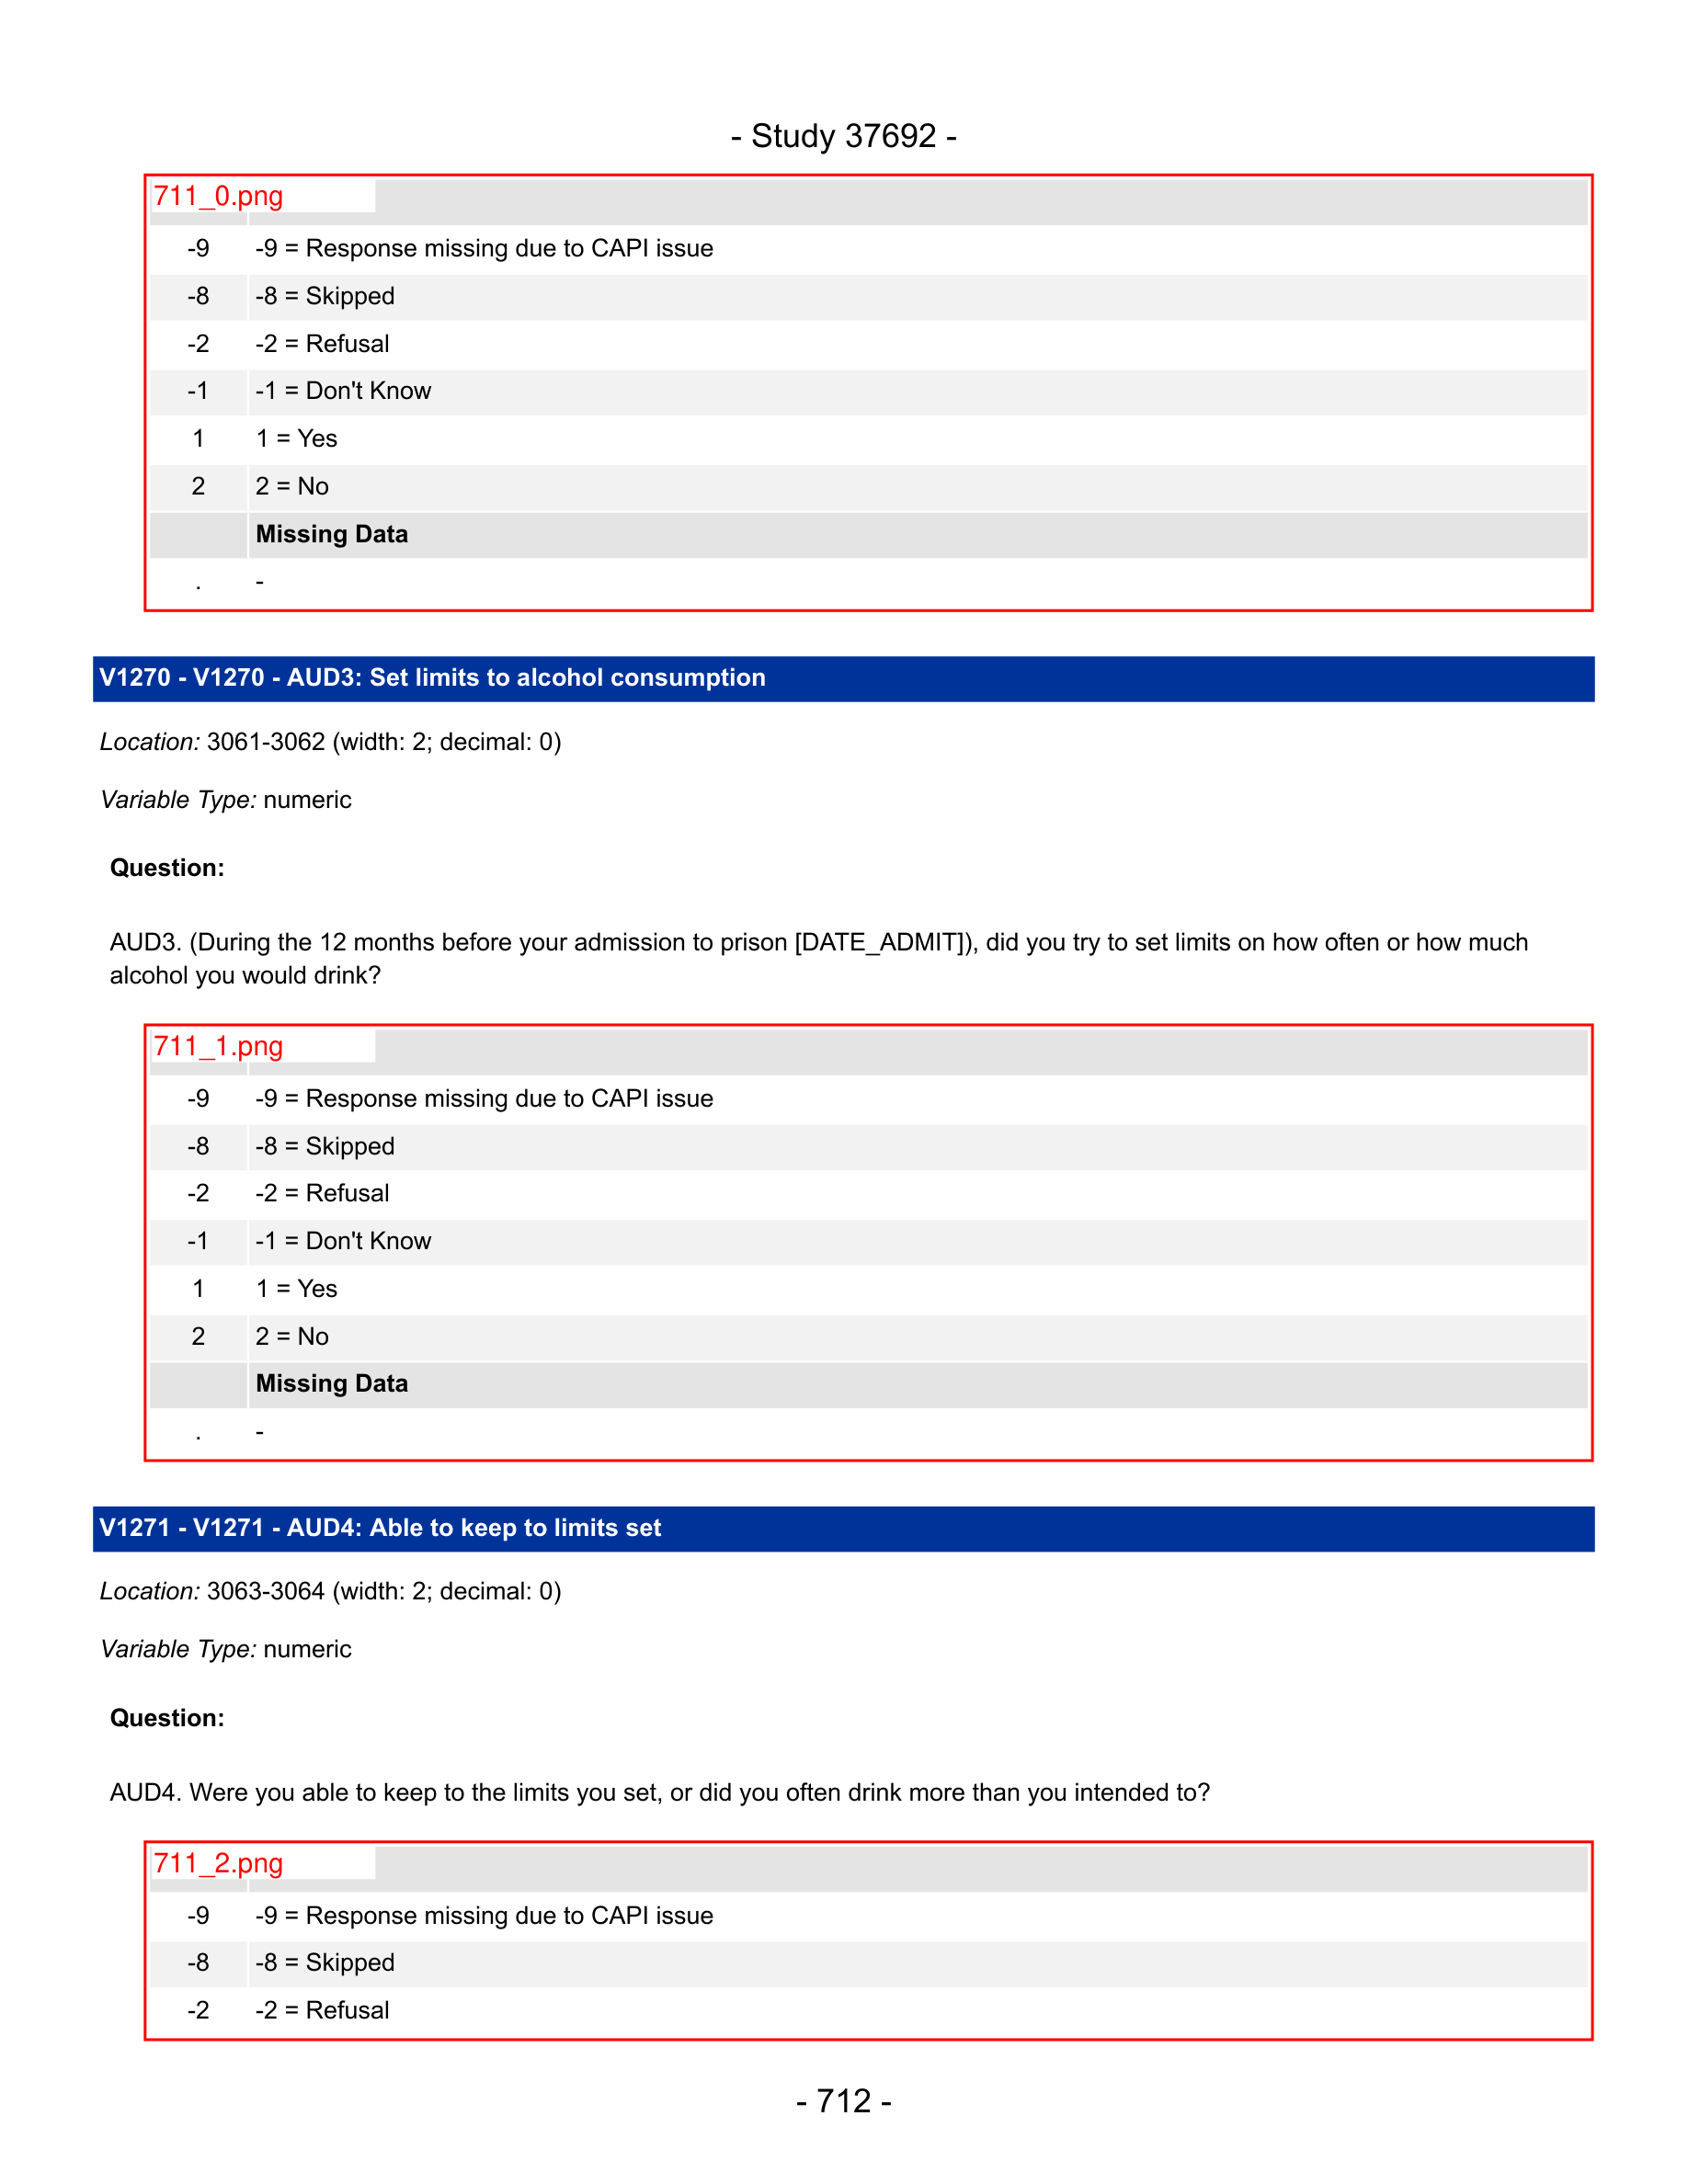 - Study 37692 -
711_0.png
-9 -9 = Response missing due to CAPI issue
-8 -8 = Skipped
-2 -2 = Refusal
-1 -1 = Don't Know
1 1 = Yes
2 2 = No
Missing Data
. -
V1270 - V1270 - AUD3: Set limits to alcohol consumption
Location: 3061-3062 (width: 2; decimal: 0)
Variable Type: numeric
Question:
AUD3. (During the 12 months before your admission to prison [DATE_ADMIT]), did you try to set limits on how often or how much
alcohol you would drink?
711_1.png
-9 -9 = Response missing due to CAPI issue
-8 -8 = Skipped
-2 -2 = Refusal
-1 -1 = Don't Know
1 1 = Yes
2 2 = No
Missing Data
. -
V1271 - V1271 - AUD4: Able to keep to limits set
Location: 3063-3064 (width: 2; decimal: 0)
Variable Type: numeric
Question:
AUD4. Were you able to keep to the limits you set, or did you often drink more than you intended to?
711_2.png
-9 -9 = Response missing due to CAPI issue
-8 -8 = Skipped
-2 -2 = Refusal
- 712 -